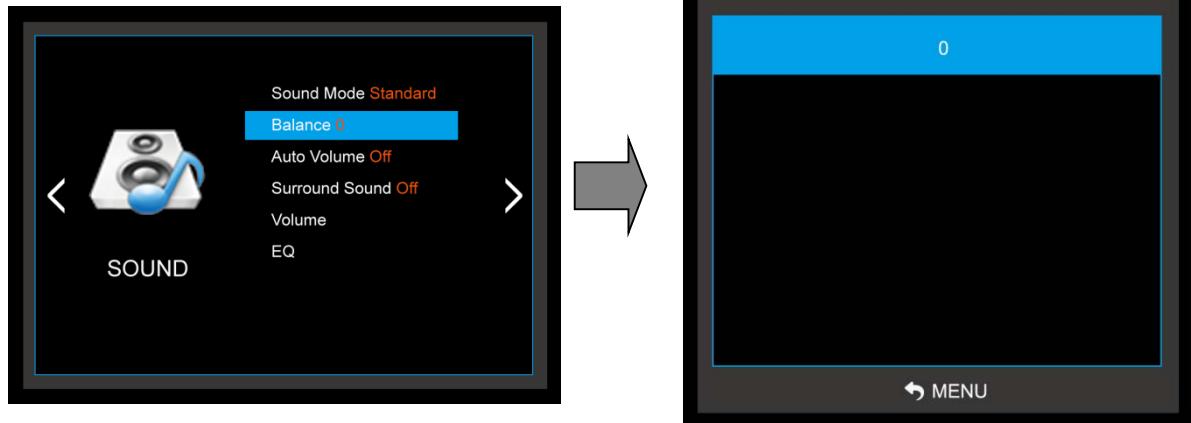 Sound Mode Standard
Balance 0
Auto Volume Off
Surround Sound Off
Volume
EQ
SOUND
0
MENU